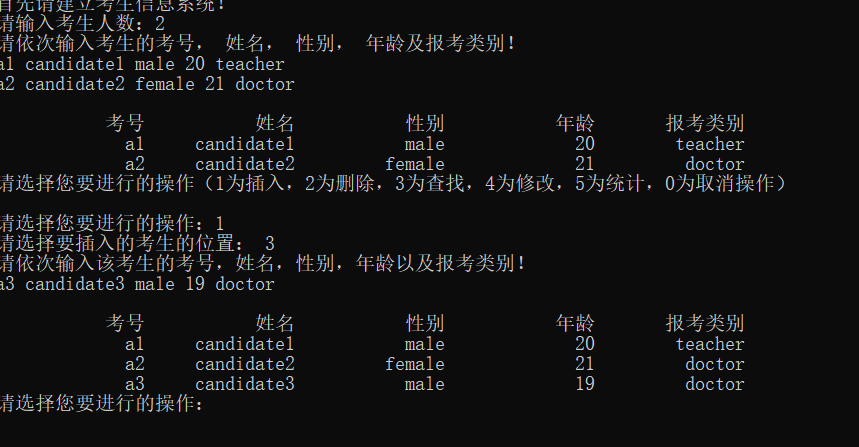 首先请建立考生信息系统!
请输入考生人数: 2
请依次输入考生的考号, 姓名, 性别, 年龄及报考类别!
a1 candidate1 male 20 teacher
a2 candidate2 female 21 doctor
考号 姓名 性别 年龄 报考类别
a1 candidate1 male 20 teacher
a2 candidate2 female 21 doctor
请选择您要进行的操作（1为插入，2为删除，3为查找，4为修改，5为统计，0为取消操作）
请选择您要进行的操作: 1
请选择要插入的考生的位置: 3
请依次输入该考生的考号，姓名，性别，年龄以及报考类别!
a3 candidate3 male 19 doctor
考号 姓名 性别 年龄 报考类别
a1 candidate1 male 20 teacher
a2 candidate2 female 21 doctor
a3 candidate3 male 19 doctor
请选择您要进行的操作: